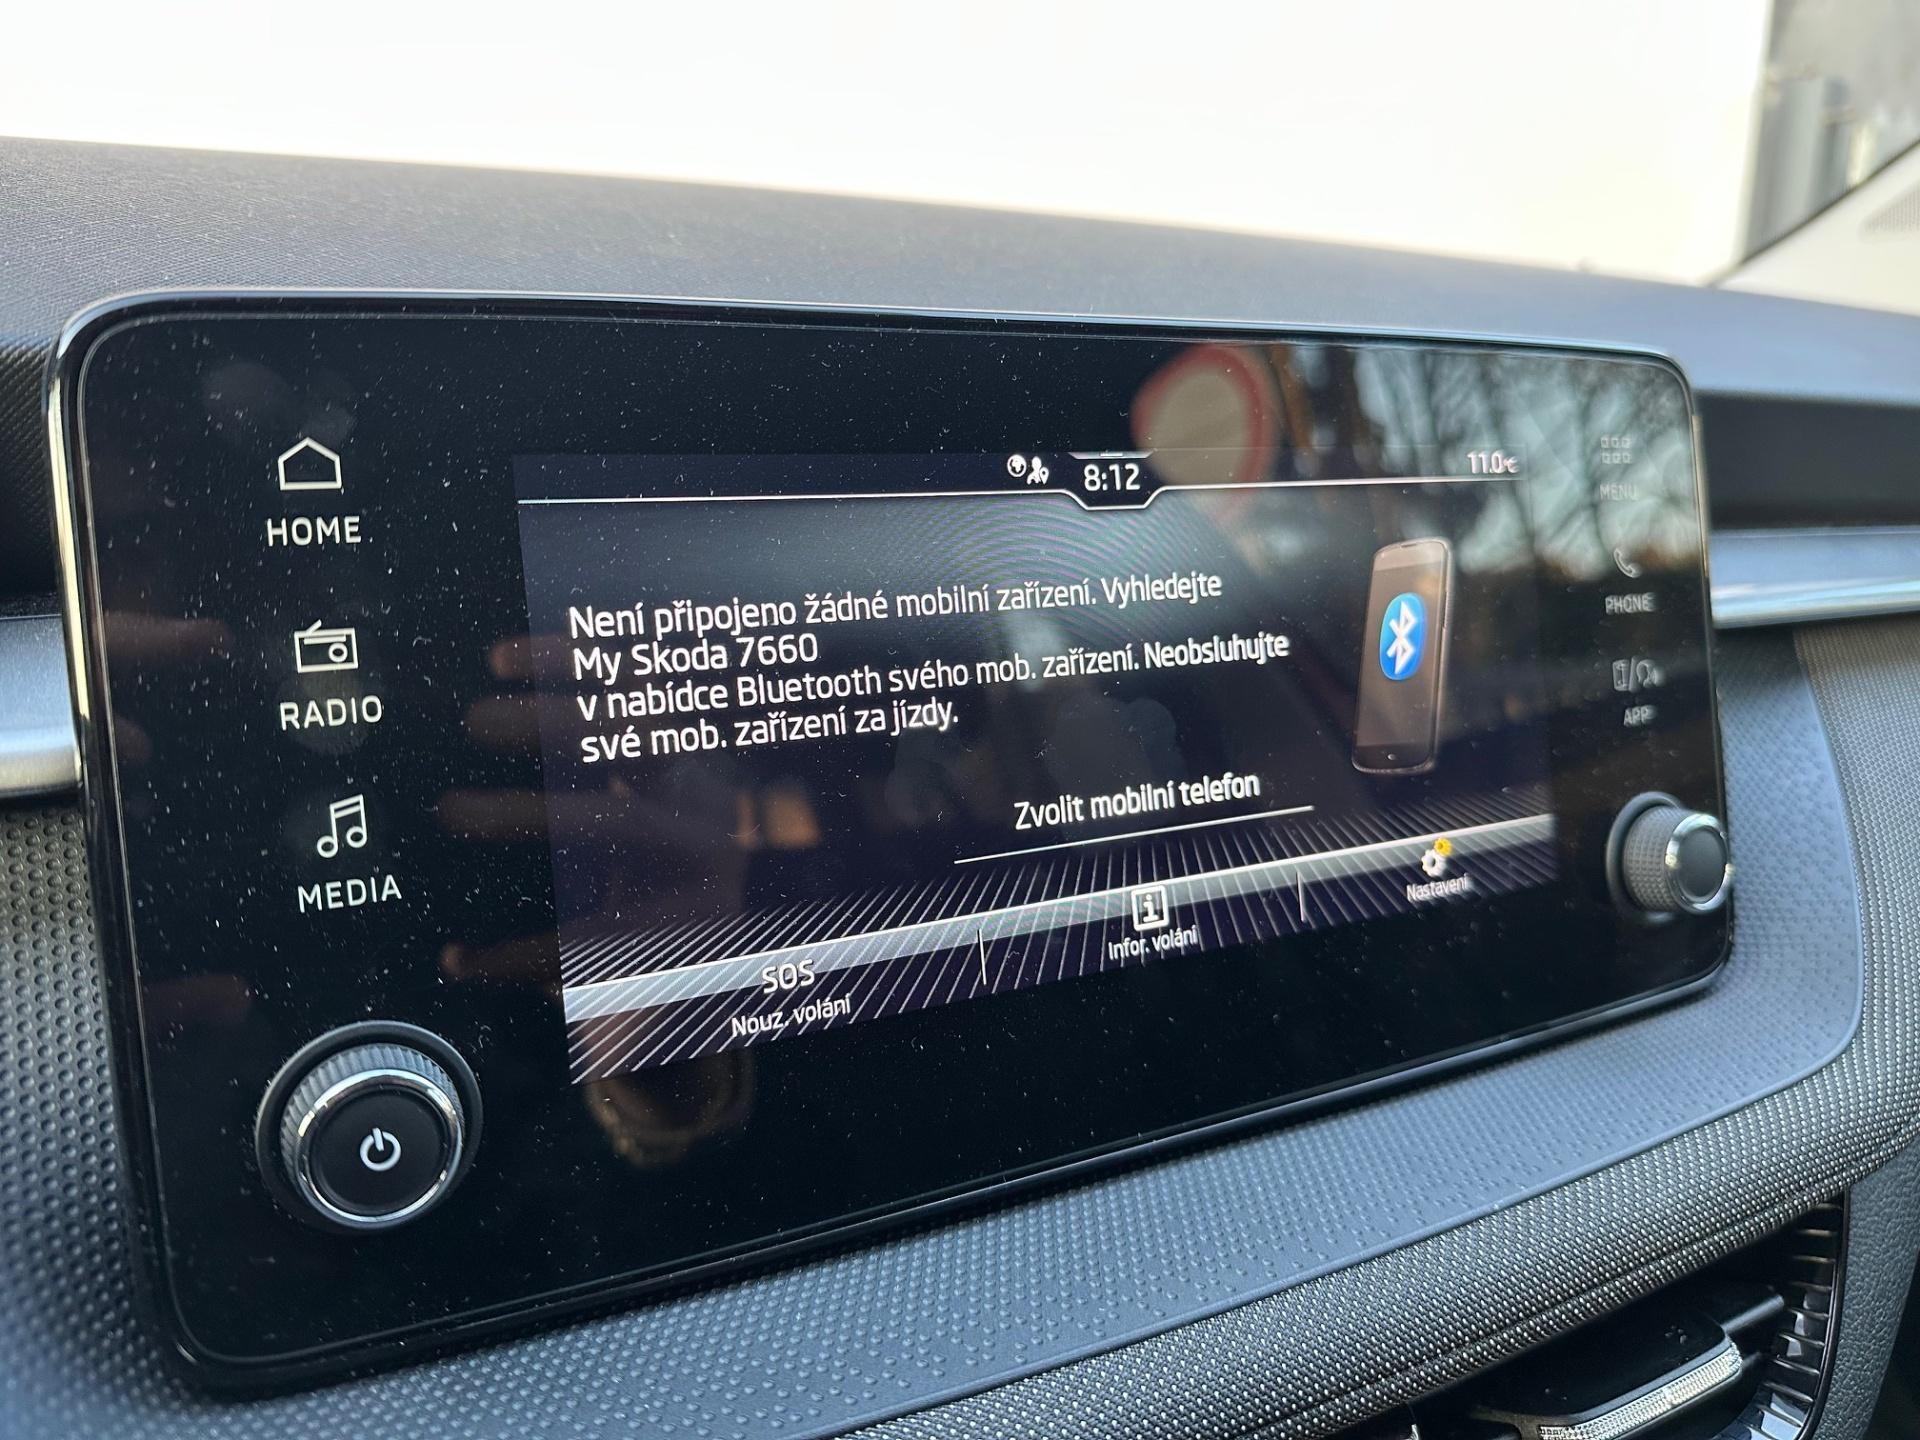 8:12
11.0°C
HOME
RADIO
MEDIA
MENU
PHONE
APP
Není připojeno žádné mobilní zařízení. Vyhledejte
My Skoda 7660
v nabídce Bluetooth svého mob. zařízení. Neobsluhujte
své mob. zařízení za jízdy.
Zvolit mobilní telefon
SOS
Nouz. volání
Infor. volání
Nastavení